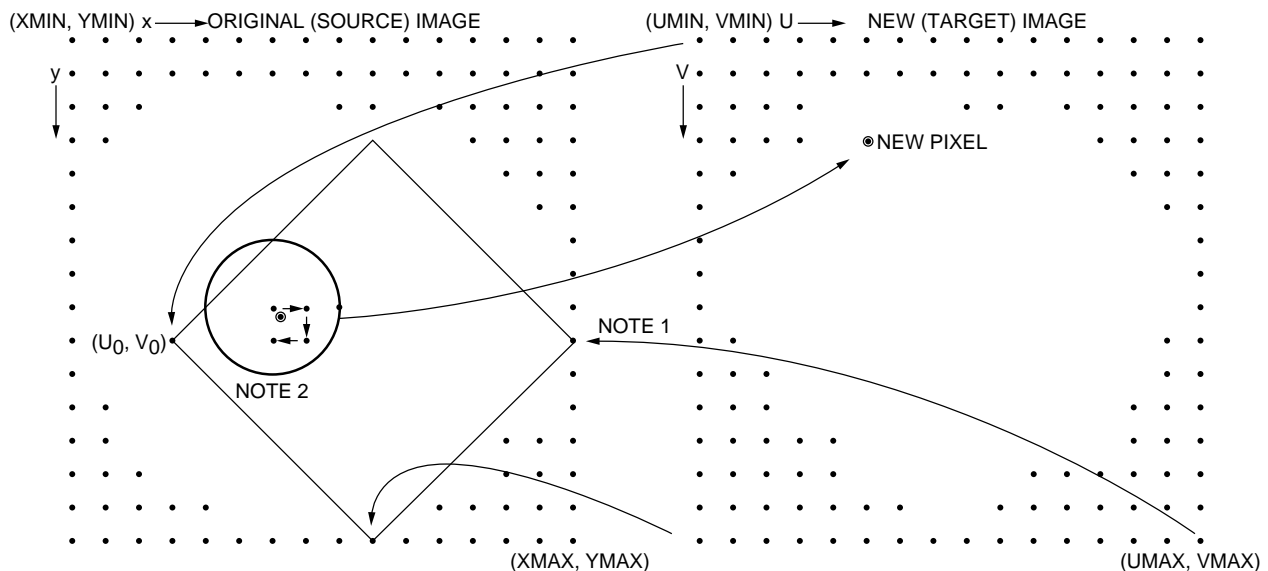 (XMIN, YMIN) x ORIGINAL (SOURCE) IMAGE
(UMIN, VMIN) U NEW (TARGET) IMAGE
y
V
NEW PIXEL
NOTE 1
(U0, V0)
NOTE 2
(XMAX, YMAX)
(UMAX, VMAX)